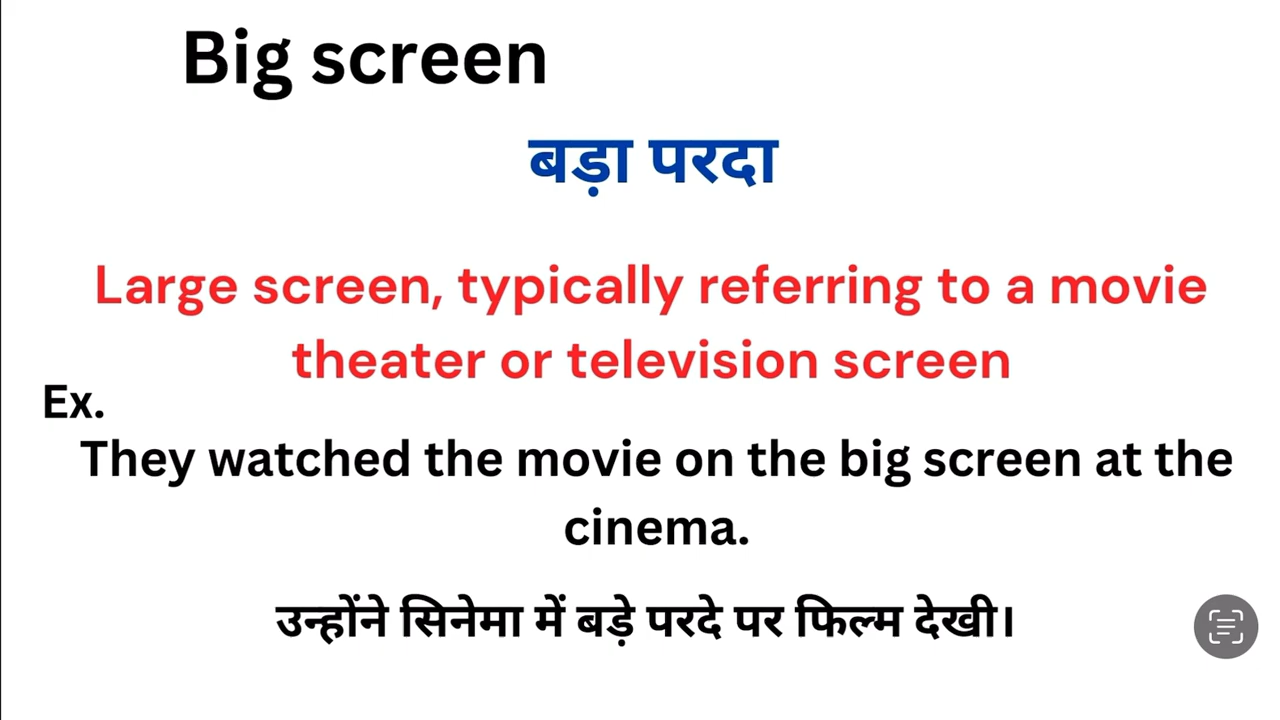 Big screen
बड़ा परदा
Large screen, typically referring to a movie
theater or television screen
Ex.
They watched the movie on the big screen at the
cinema.
उन्होंने सिनेमा में बड़े परदे पर फिल्म देखी।